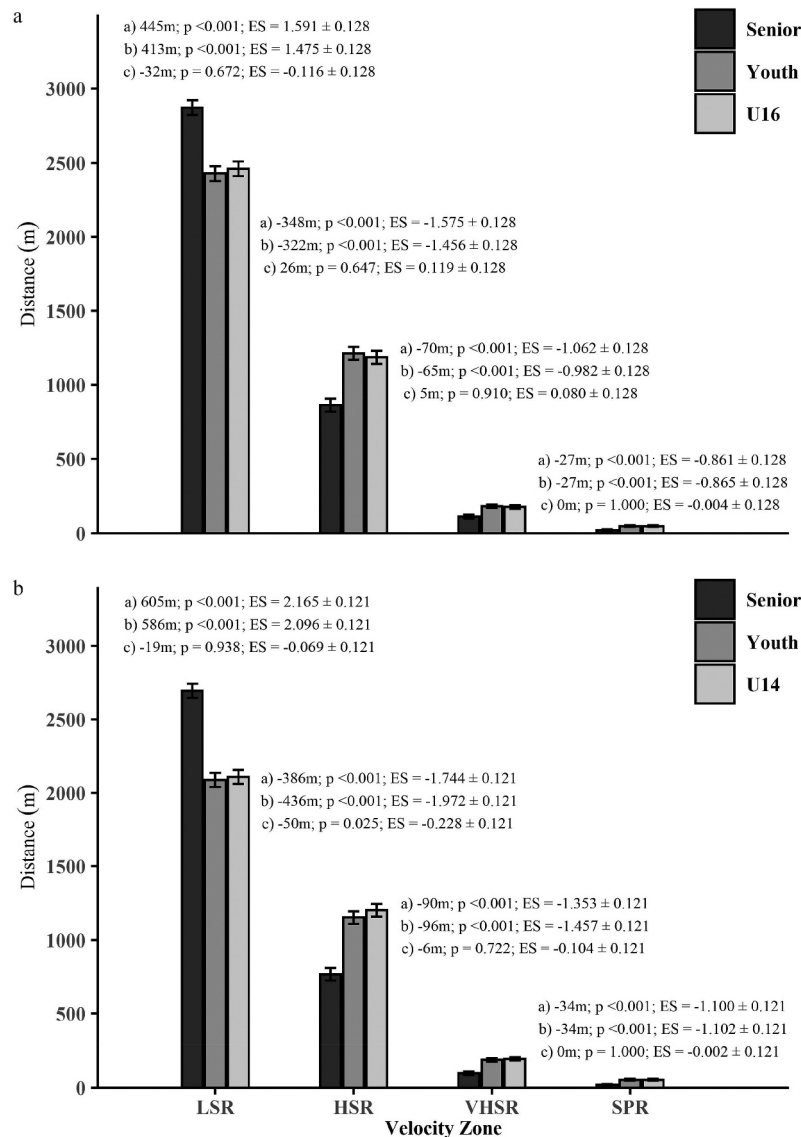 a
a) 445m; p <0.001; ES = 1.591 ± 0.128
b) 413m; p <0.001; ES = 1.475 ± 0.128
c) -32m; p = 0.672; ES = -0.116 ± 0.128
Senior
Youth
U16
a) -348m; p <0.001; ES = -1.575 ± 0.128
b) -322m; p <0.001; ES = -1.456 ± 0.128
c) 26m; p = 0.647; ES = 0.119 ± 0.128
a) -70m; p <0.001; ES = -1.062 ± 0.128
b) -65m; p <0.001; ES = -0.982 ± 0.128
c) 5m; p = 0.910; ES = 0.080 ± 0.128
a) -27m; p <0.001; ES = -0.861 ± 0.128
b) -27m; p <0.001; ES = -0.865 ± 0.128
c) 0m; p = 1.000; ES = -0.004 ± 0.128
Distance (m)
3000
2500
2000
1500
1000
500
0
b
a) 605m; p <0.001; ES = 2.165 ± 0.121
b) 586m; p <0.001; ES = 2.096 ± 0.121
c) -19m; p = 0.938; ES = -0.069 ± 0.121
Senior
Youth
U14
a) -386m; p <0.001; ES = -1.744 ± 0.121
b) -436m; p <0.001; ES = -1.972 ± 0.121
c) -50m; p = 0.025; ES = -0.228 ± 0.121
a) -90m; p <0.001; ES = -1.353 ± 0.121
b) -96m; p <0.001; ES = -1.457 ± 0.121
c) -6m; p = 0.722; ES = -0.104 ± 0.121
a) -34m; p <0.001; ES = -1.100 ± 0.121
b) -34m; p <0.001; ES = -1.102 ± 0.121
c) 0m; p = 1.000; ES = -0.002 ± 0.121
Distance (m)
3000
2500
2000
1500
1000
500
0
LSR HSR VHSR SPR
Velocity Zone